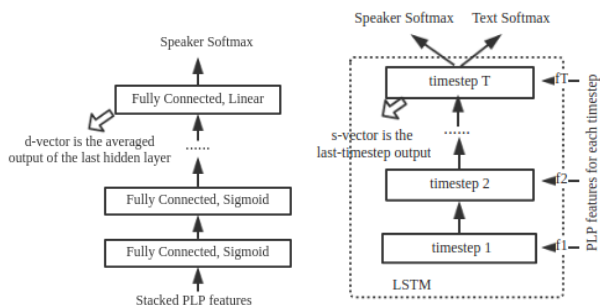 Speaker Softmax
Fully Connected, Linear
d-vector is the averaged
output of the last hidden layer
......
Fully Connected, Sigmoid
Fully Connected, Sigmoid
Stacked PLP features
Speaker Softmax
Text Softmax
timestep T
fT
s-vector is the
last-timestep output
......
timestep 2
f2
timestep 1
f1
LSTM
PLP features for each timestep